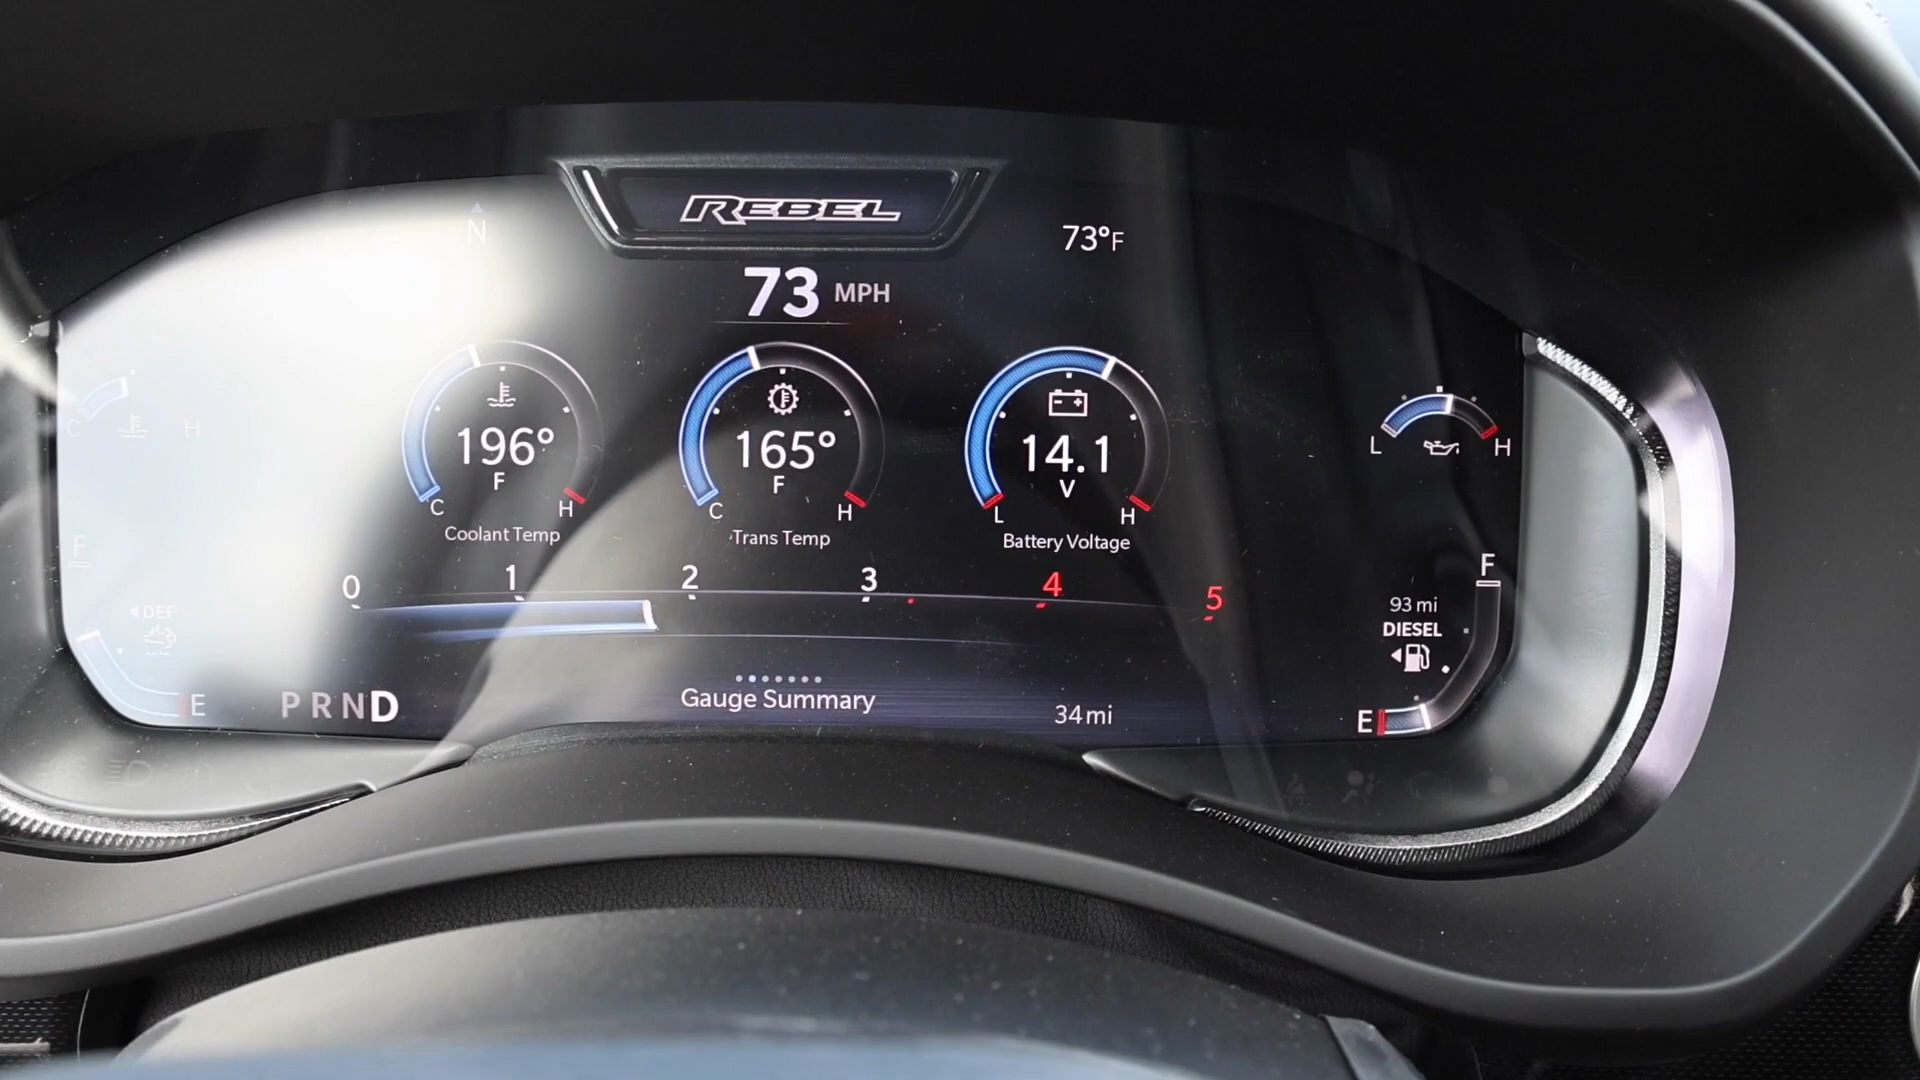 REBEL
N
73°F
73 MPH
196°
F
C H
Coolant Temp
165°
F
C H
Trans Temp
14.1
V
L H
Battery Voltage
C H
L H
0 1 2 3 4 5
F
DEF
E
F
93 mi
DIESEL
E
PRND
Gauge Summary
34 mi